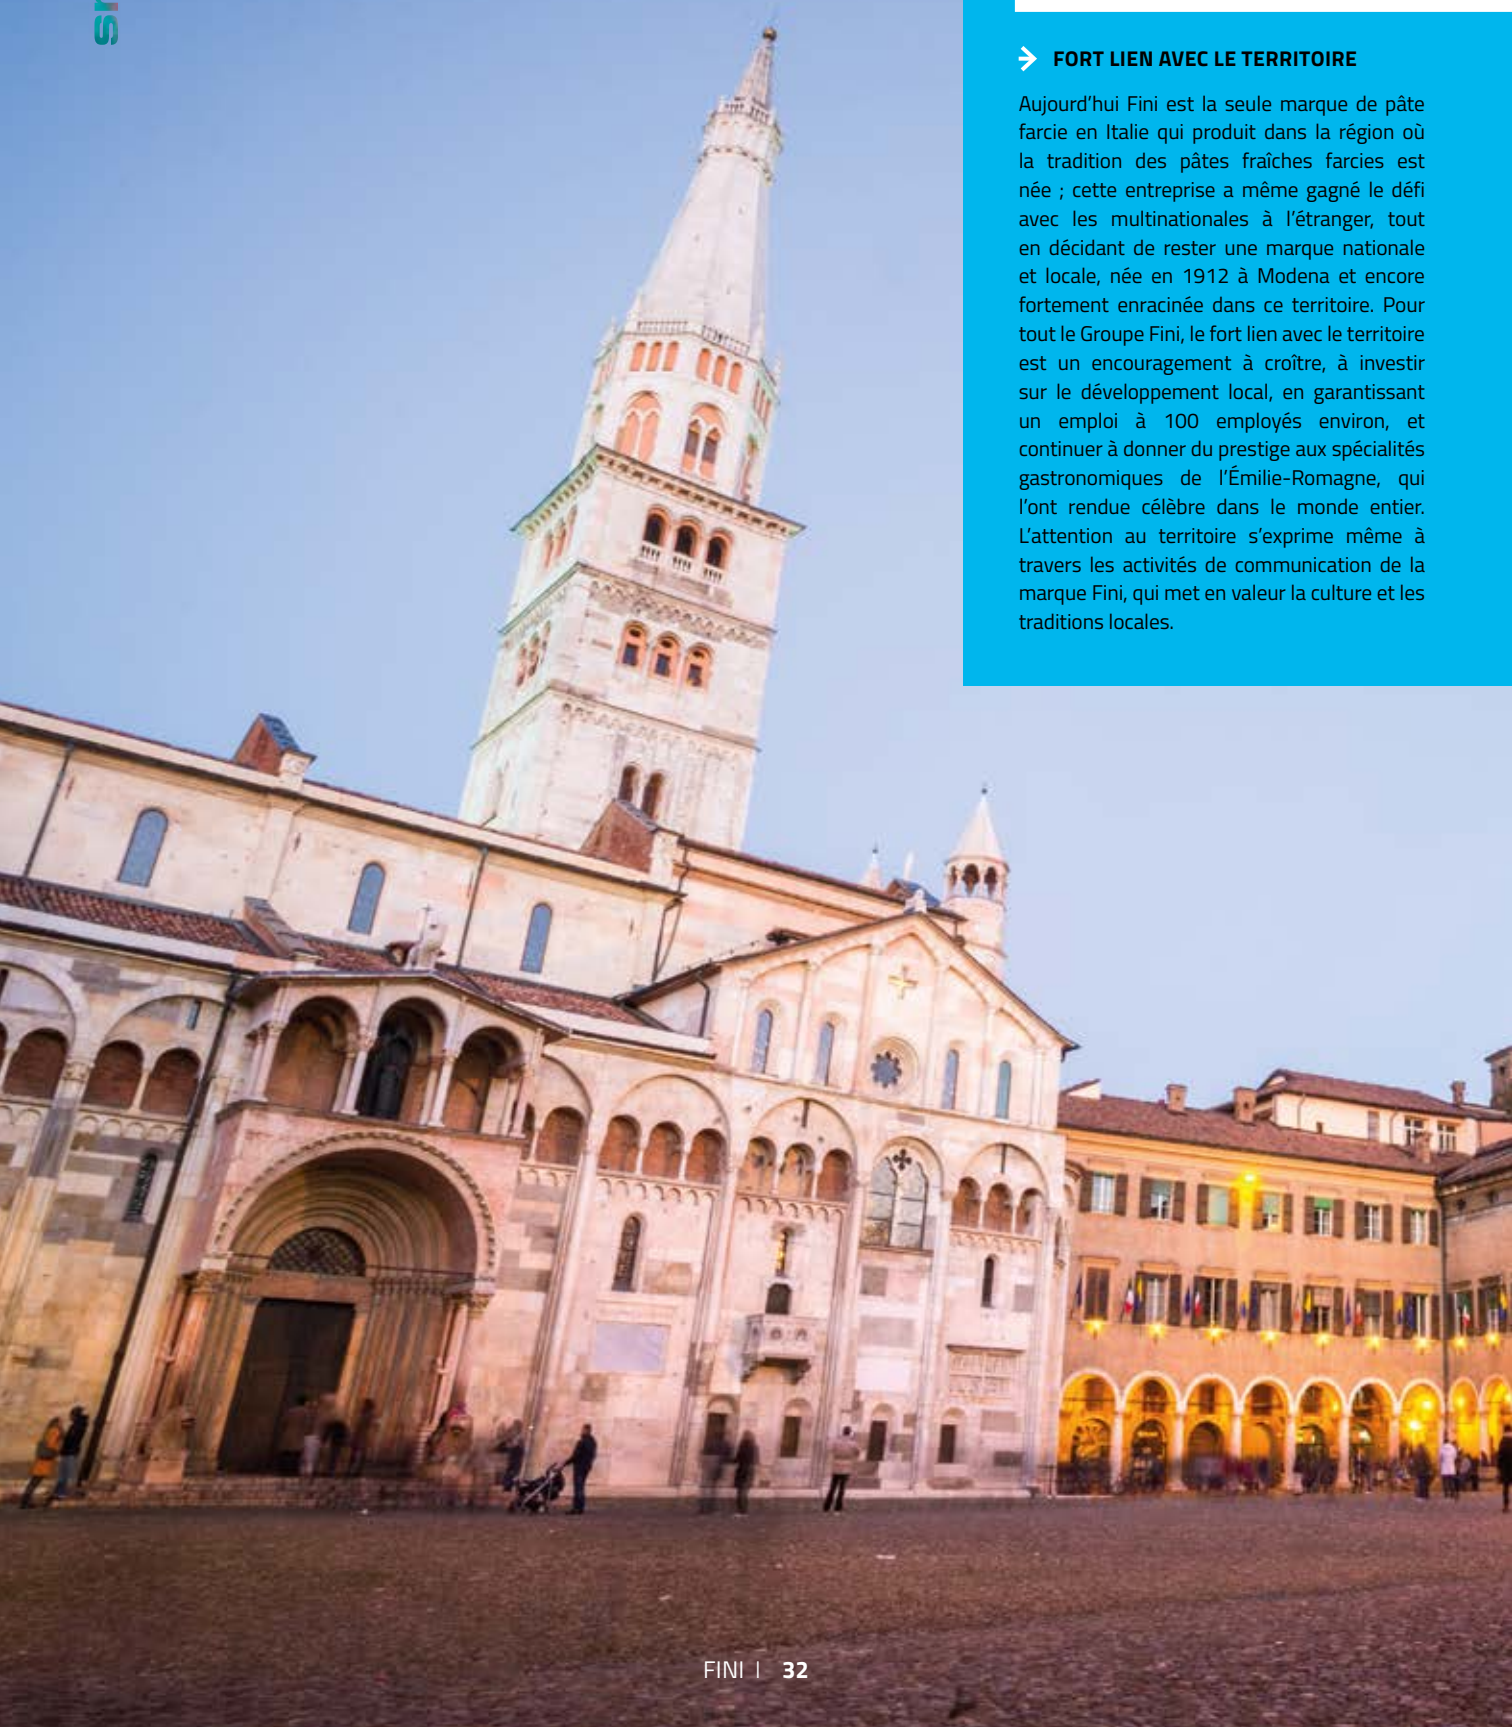 FORT LIEN AVEC LE TERRITOIRE
Aujourd'hui Fini est la seule marque de pâte
farcie en Italie qui produit dans la région où
la tradition des pâtes fraîches farcies est
née ; cette entreprise a même gagné le défi
avec les multinationales à l'étranger, tout
en décidant de rester une marque nationale
et locale, née en 1912 à Modena et encore
fortement enracinée dans ce territoire. Pour
tout le Groupe Fini, le fort lien avec le territoire
est un encouragement à croître, à investir
sur le développement local, en garantissant
un emploi à 100 employés environ, et
continuer à donner du prestige aux spécialités
gastronomiques de l'Émilie-Romagne, qui
l'ont rendue célèbre dans le monde entier.
L'attention au territoire s'exprime même à
travers les activités de communication de la
marque Fini, qui met en valeur la culture et les
traditions locales.
FINI | 32